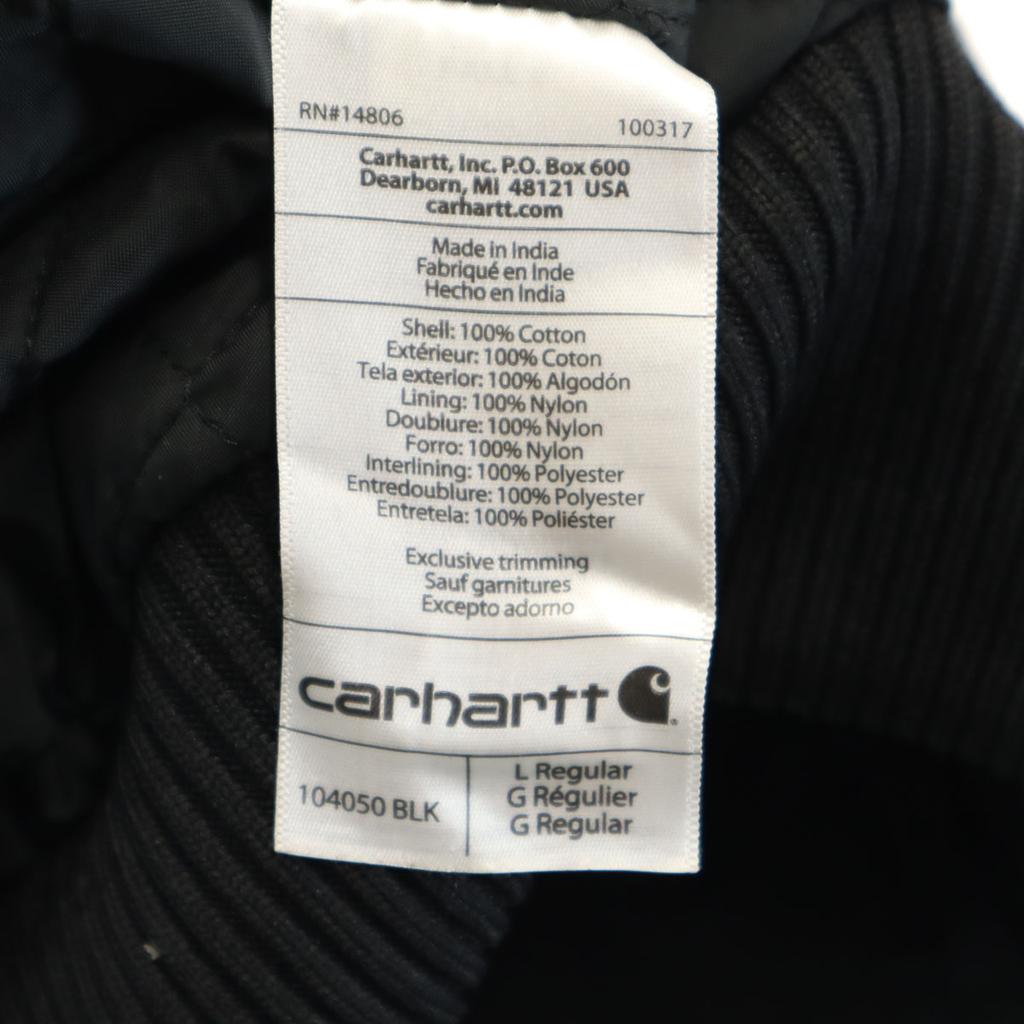 RN#14806 100317
Carhartt, Inc. P.O. Box 600
Dearborn, MI 48121 USA
carhartt.com
Made in India
Fabriqué en Inde
Hecho en India
Shell: 100% Cotton
Extérieur: 100% Coton
Tela exterior: 100% Algodón
Lining: 100% Nylon
Doublure: 100% Nylon
Forro: 100% Nylon
Interlining: 100% Polyester
Entredoublure: 100% Polyester
Entretela: 100% Poliéster
Exclusive trimming
Sauf garnitures
Excepto adorno
carhartt
104050 BLK
L Regular
G Régulier
G Regular